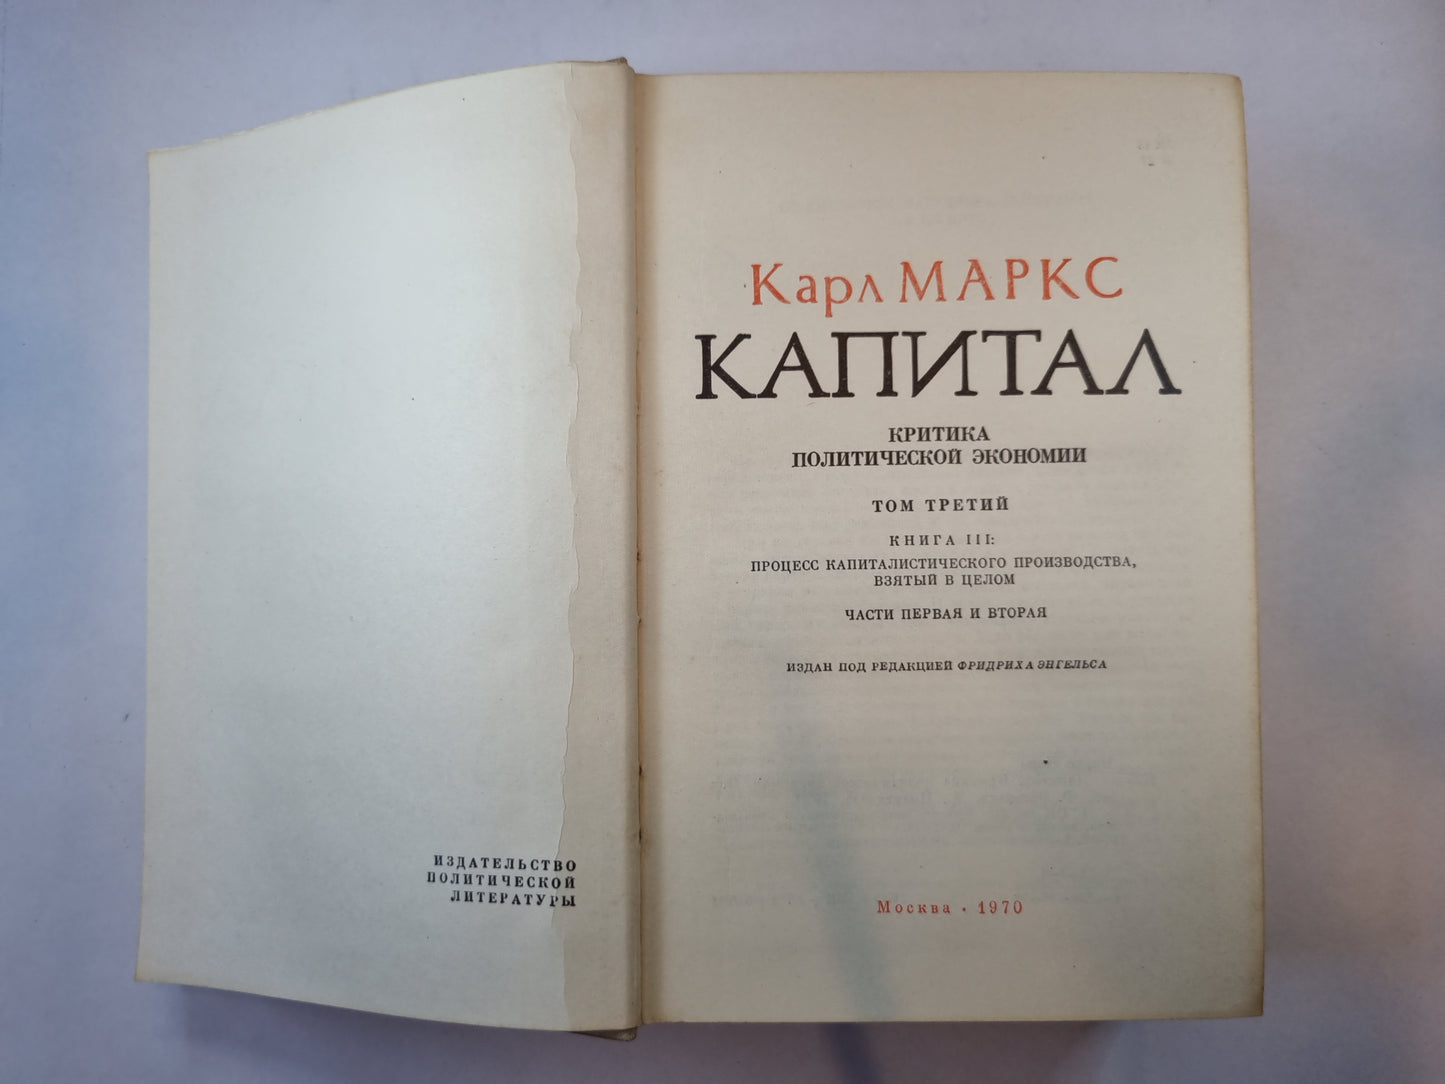 ИЗДАТЕЛЬСТВО
ПОЛИТИЧЕСКОЙ
ЛИТЕРАТУРЫ
Карл МАРКС
КАПИТАЛ
КРИТИКА
ПОЛИТИЧЕСКОЙ ЭКОНОМИИ
ТОМ ТРЕТИЙ
КНИГА III:
ПРОЦЕСС КАПИТАЛИСТИЧЕСКОГО ПРОИЗВОДСТВА,
ВЗЯТЫЙ В ЦЕЛОМ
ЧАСТИ ПЕРВАЯ И ВТОРАЯ
ИЗДАН ПОД РЕДАКЦИЕЙ ФРИДРИХА ЭНГЕЛЬСА
Москва · 1970